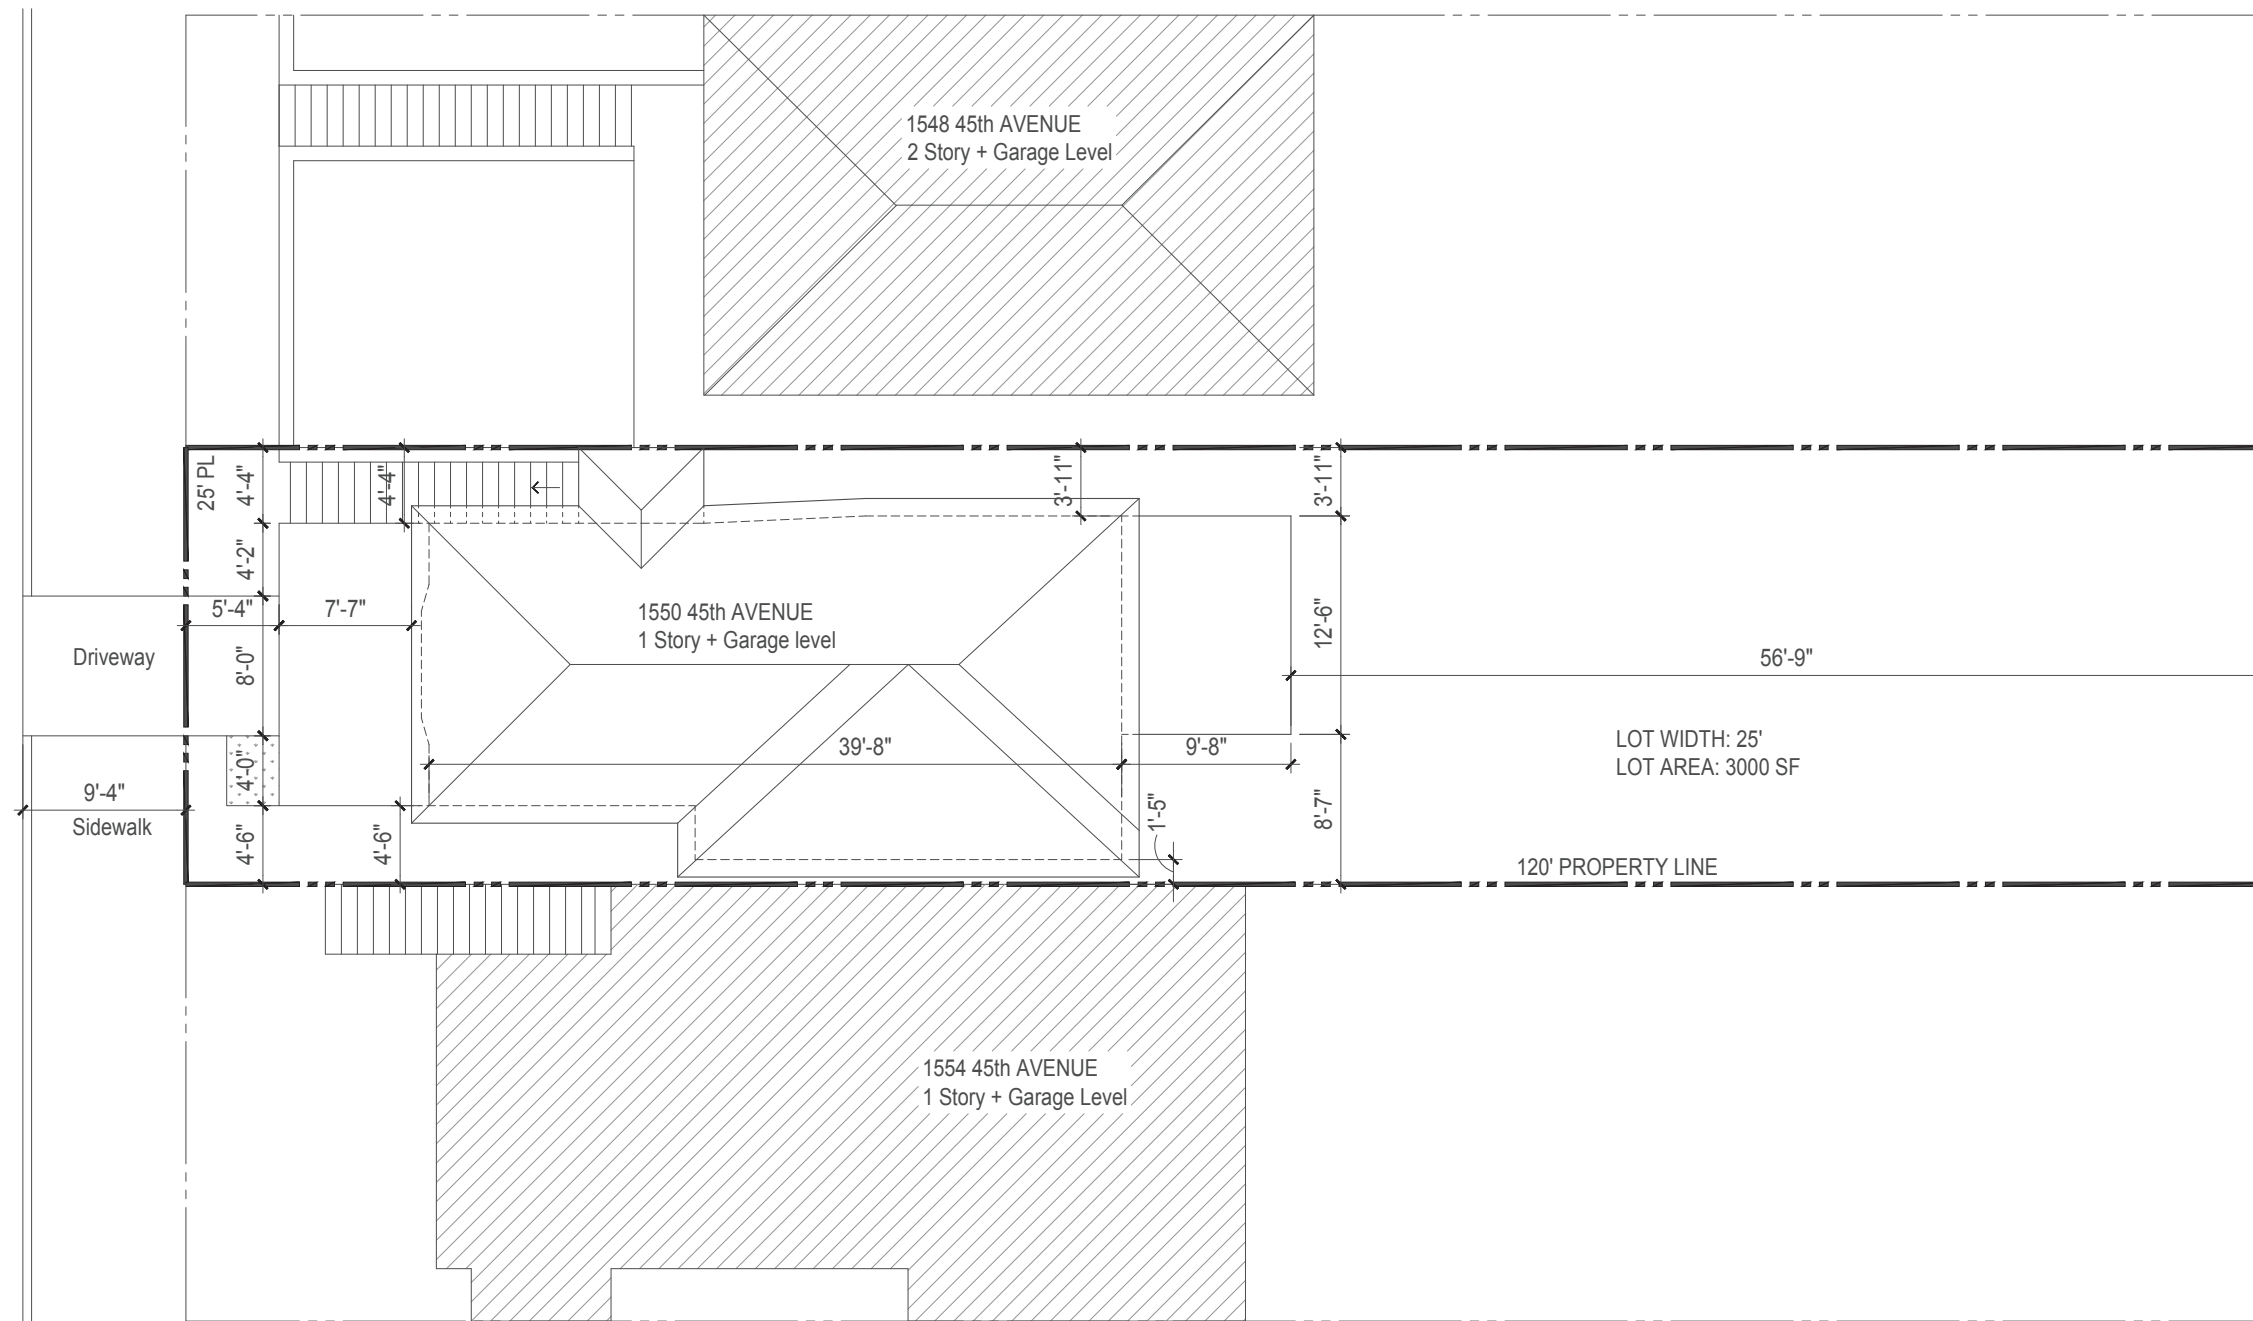 1548 45th AVENUE
2 Story + Garage Level
25' PL
4'-4"
4'-4"
3'-11"
3'-11"
4'-2"
5'-4"
7'-7"
1550 45th AVENUE
1 Story + Garage level
12'-6"
Driveway
8'-0"
56'-9"
39'-8"
9'-8"
LOT WIDTH: 25'
LOT AREA: 3000 SF
4'-0"
9'-4"
Sidewalk
4'-6"
4'-6"
1'-5"
8'-7"
120' PROPERTY LINE
1554 45th AVENUE
1 Story + Garage Level